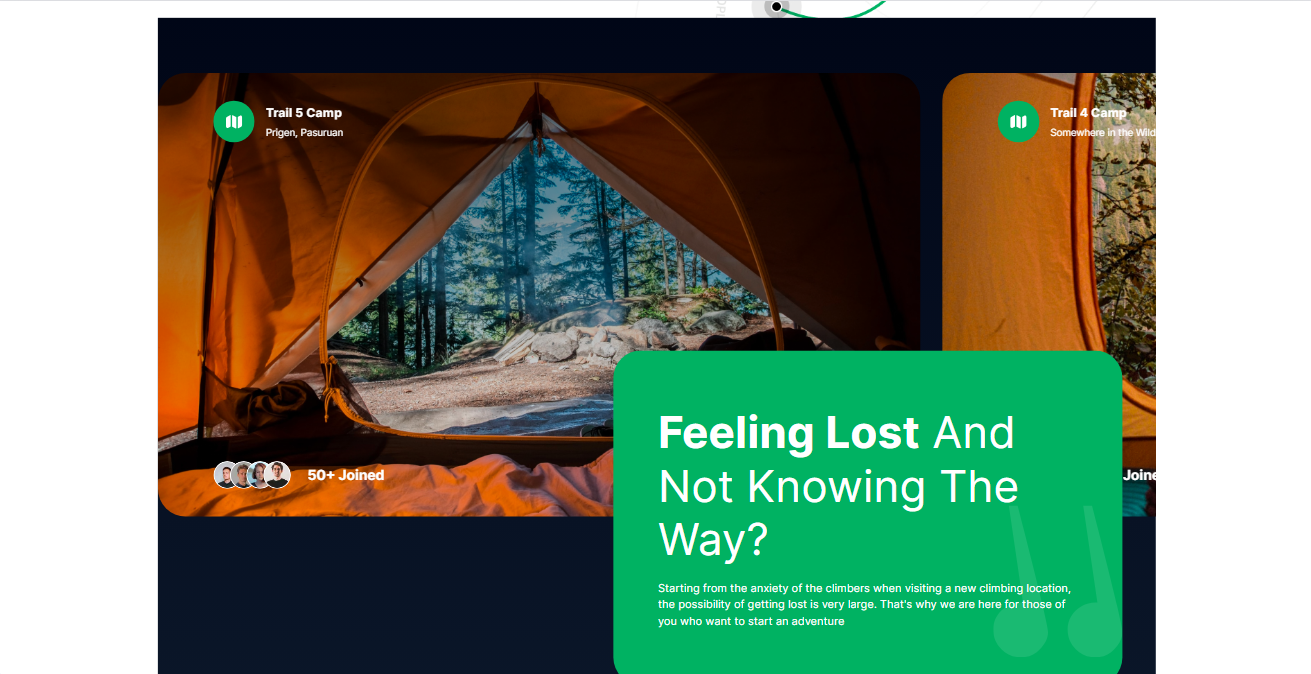 Trail 5 Camp
Prigen, Pasuruan
Trail 4 Camp
Somewhere in the Wild
50+ Joined
Joine
Feeling Lost And
Not Knowing The
Way?
Starting from the anxiety of the climbers when visiting a new climbing location,
the possibility of getting lost is very large. That's why we are here for those of
you who want to start an adventure